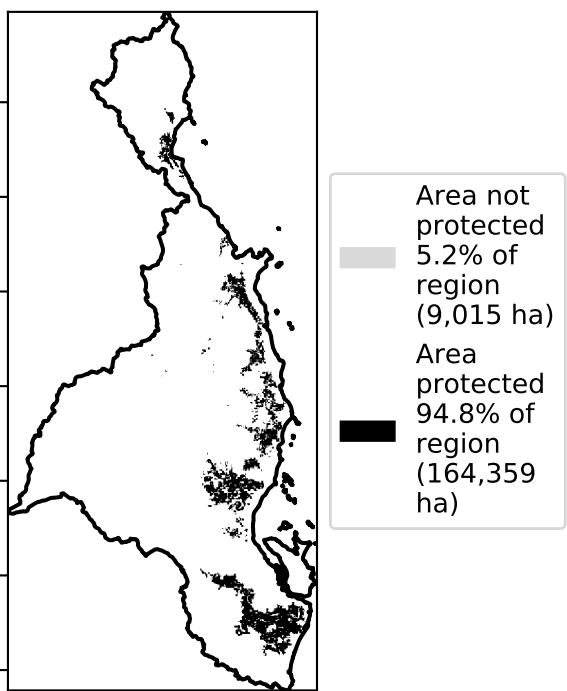 Area not
protected
5.2% of
region
(9,015 ha)
Area
protected
94.8% of
region
(164,359
ha)